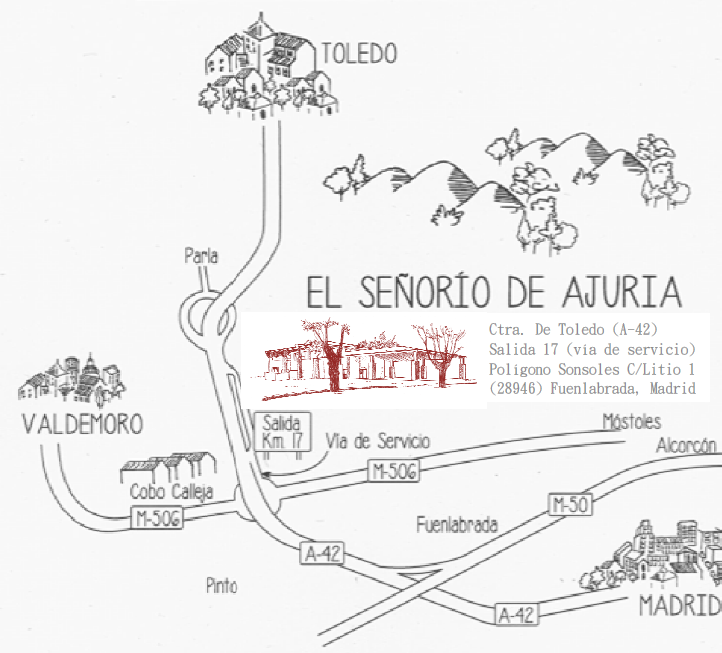 TOLEDO
Parla
EL SEÑORÍO DE AJURIA
Ctra. De Toledo (A-42)
Salida 17 (vía de servicio)
Poligono Sonsoles C/Litio 1
(28946) Fuenlabrada, Madrid
VALDEMORO
Salida
Km. 17
Vía de Servicio
Móstoles
Alcorcón
M-506
Cobo Calleja
M-506
M-50
Fuenlabrada
A-42
Pinto
A-42
MADRID